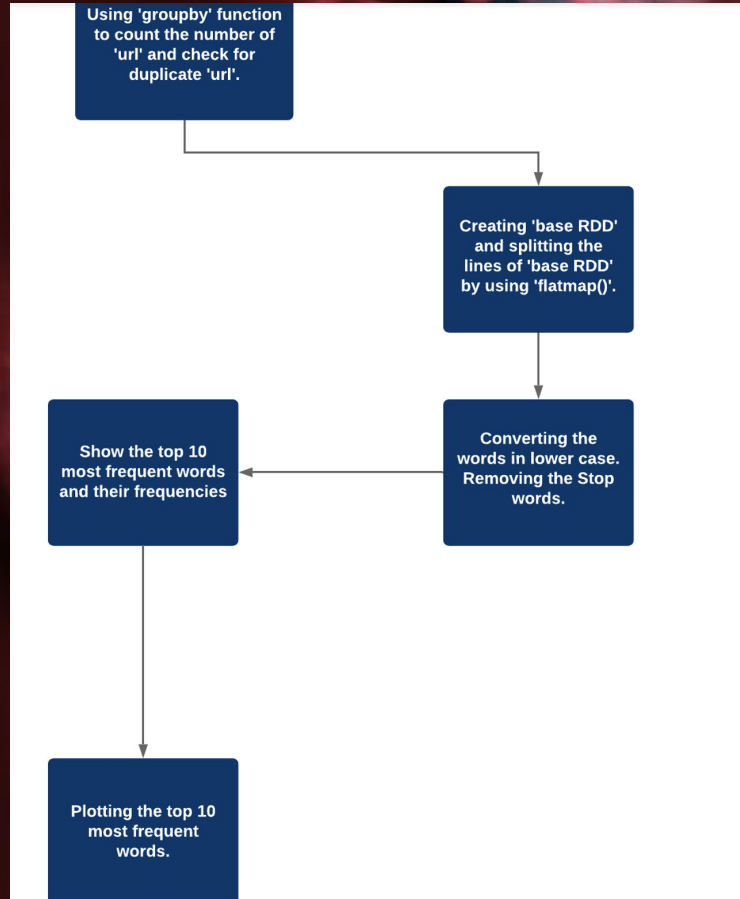 Using 'groupby' function
to count the number of
'url' and check for
duplicate 'url'.
Creating 'base RDD'
and splitting the
lines of 'base RDD'
by using 'flatmap()'.
Converting the
words in lower case.
Removing the Stop
words.
Show the top 10
most frequent words
and their frequencies
Plotting the top 10
most frequent
words.